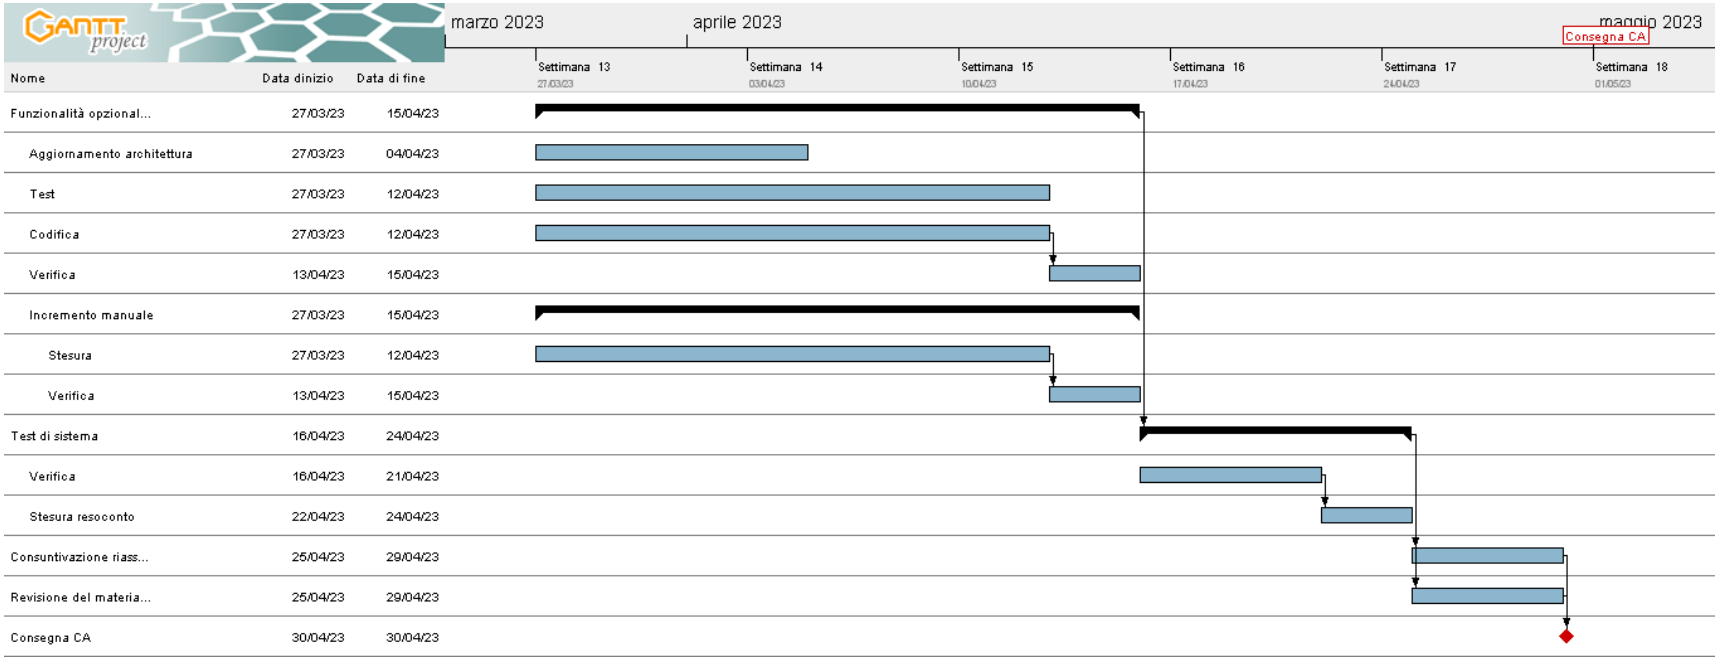 GANTT project
marzo 2023
aprile 2023
maggio 2023
Consegna CA
Nome Data dinizio Data di fine
Settimana 13
27/03/23
Settimana 14
03/04/23
Settimana 15
10/04/23
Settimana 16
17/04/23
Settimana 17
24/04/23
Settimana 18
01/05/23
Funzionalità opzional... 27/03/23 15/04/23
Aggiornamento architettura 27/03/23 04/04/23
Test 27/03/23 12/04/23
Codifica 27/03/23 12/04/23
Verifica 13/04/23 15/04/23
Incremento manuale 27/03/23 15/04/23
Stesura 27/03/23 12/04/23
Verifica 13/04/23 15/04/23
Test di sistema 16/04/23 24/04/23
Verifica 16/04/23 21/04/23
Stesura resoconto 22/04/23 24/04/23
Consuntivazione riass... 25/04/23 29/04/23
Revisione del materia... 25/04/23 29/04/23
Consegna CA 30/04/23 30/04/23